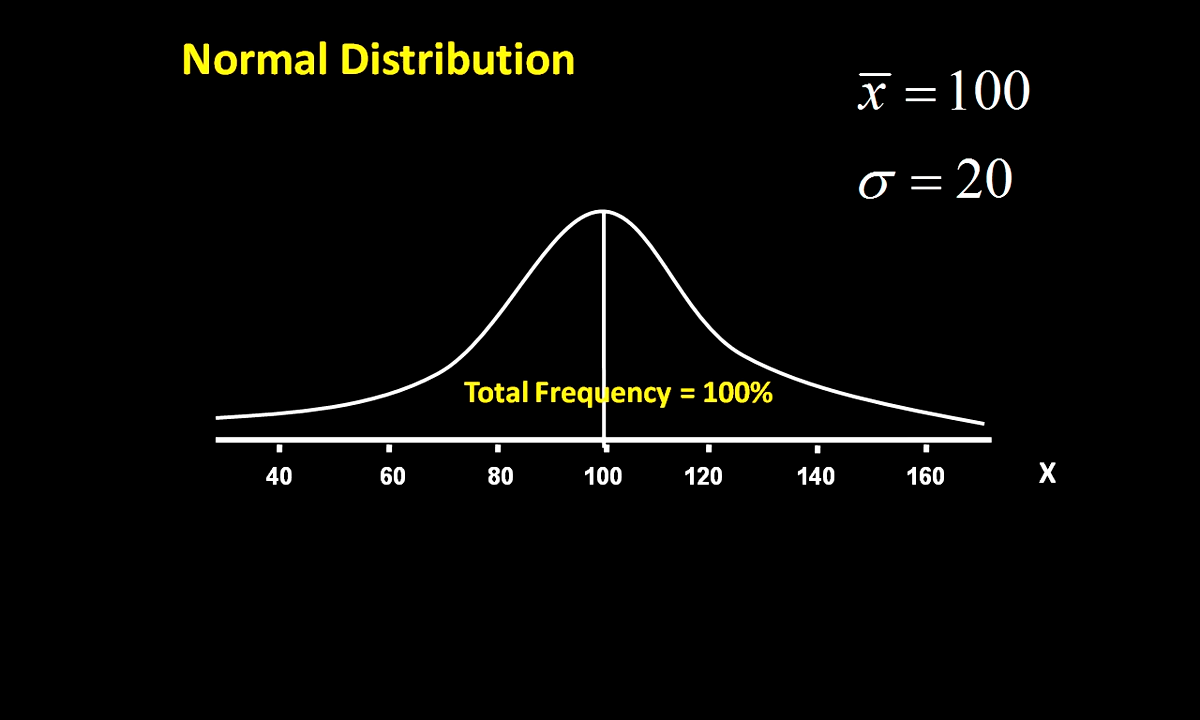 Normal Distribution
x̅ = 100
σ = 20
Total Frequency = 100%
40 60 80 100 120 140 160 X